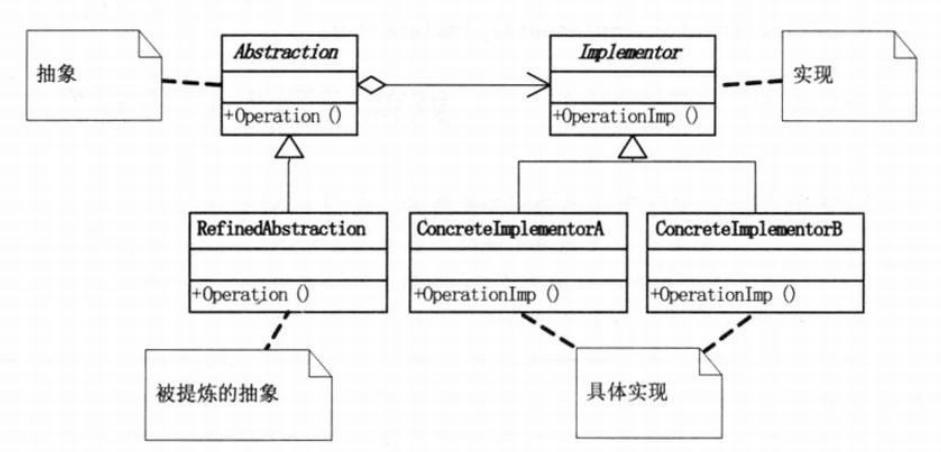 抽象
Abstraction
+Operation ()
Implementor
+OperationImp ()
实现
RefinedAbstraction
+Operation ()
ConcreteImplementorA
+OperationImp ()
ConcreteImplementorB
+OperationImp ()
被提炼的抽象
具体实现